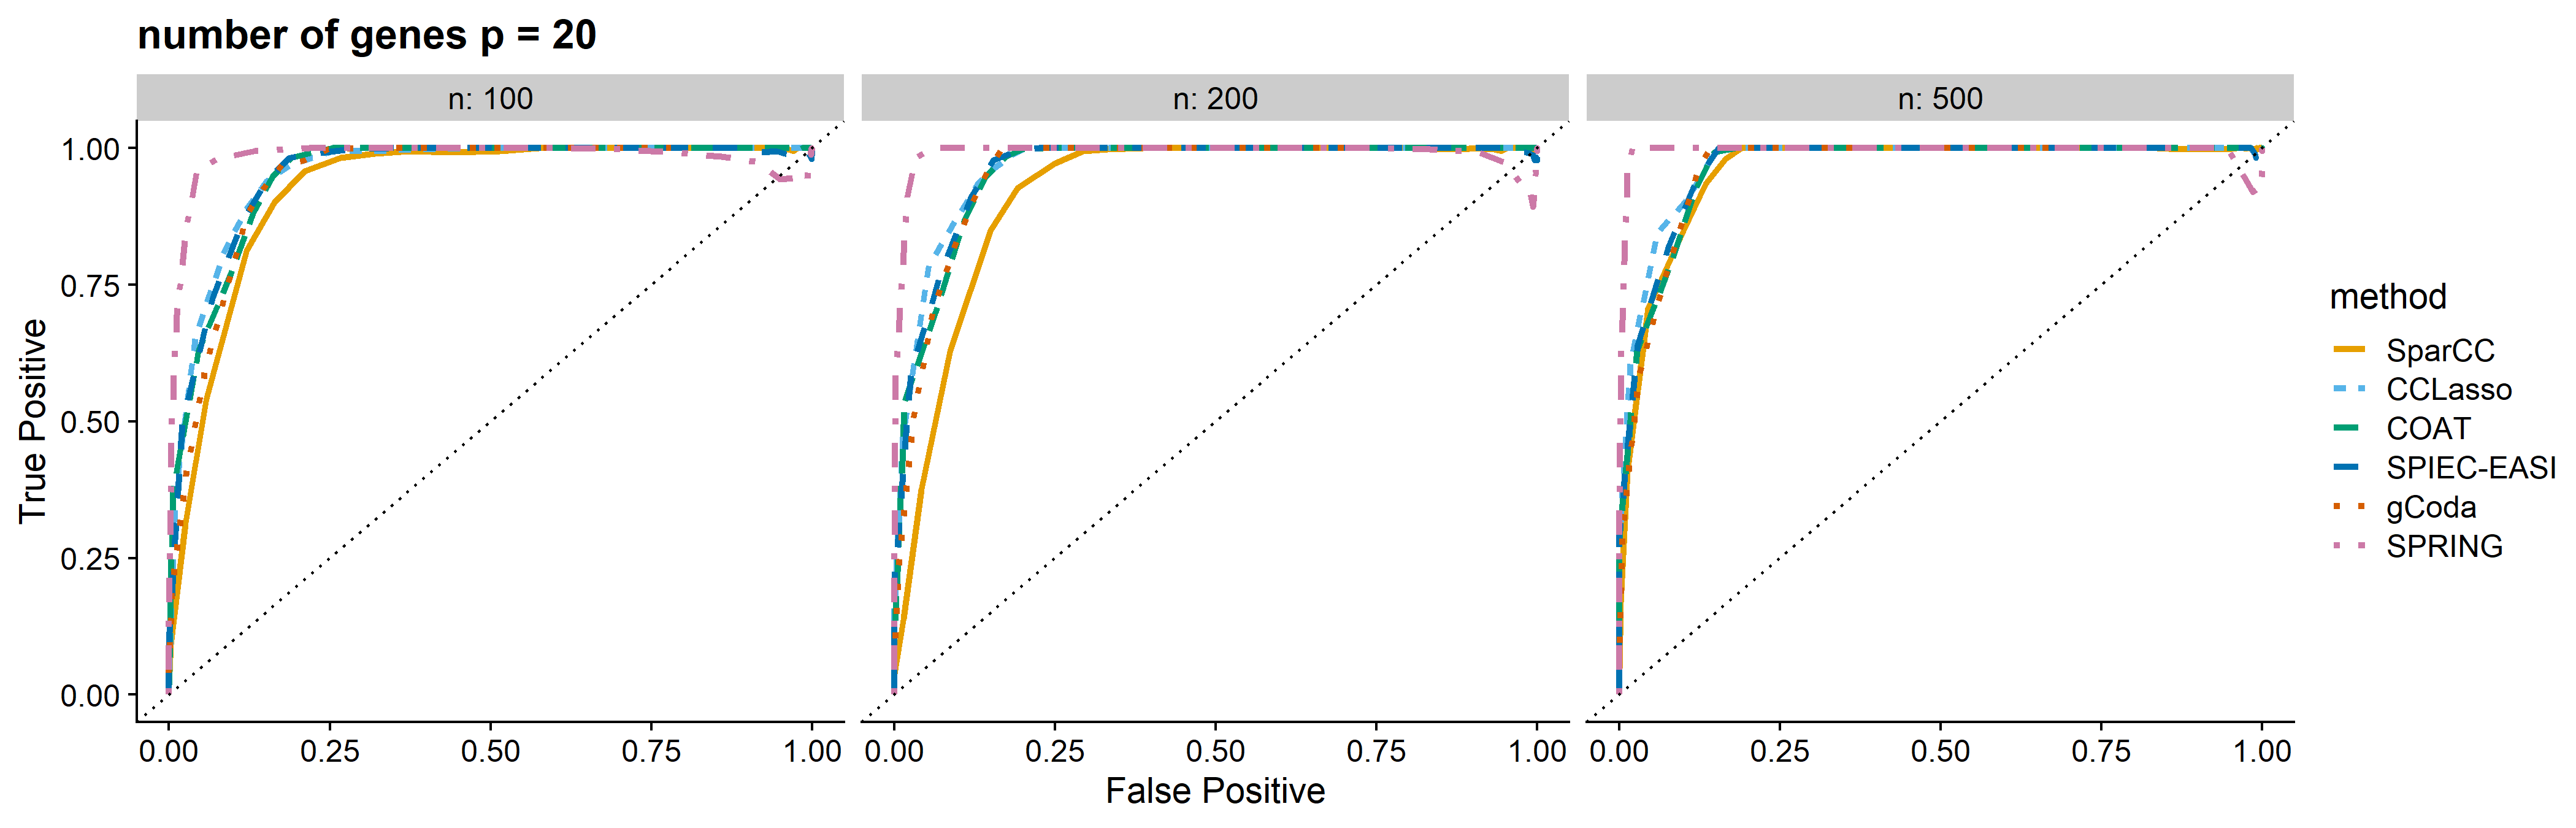 number of genes p = 20
n: 100
n: 200
n: 500
True Positive
1.00
0.75
0.50
0.25
0.00
0.00 0.25 0.50 0.75 1.00
0.00 0.25 0.50 0.75 1.00
0.00 0.25 0.50 0.75 1.00
False Positive
method
SparCC
CCLasso
COAT
SPIEC-EASI
gCoda
SPRING